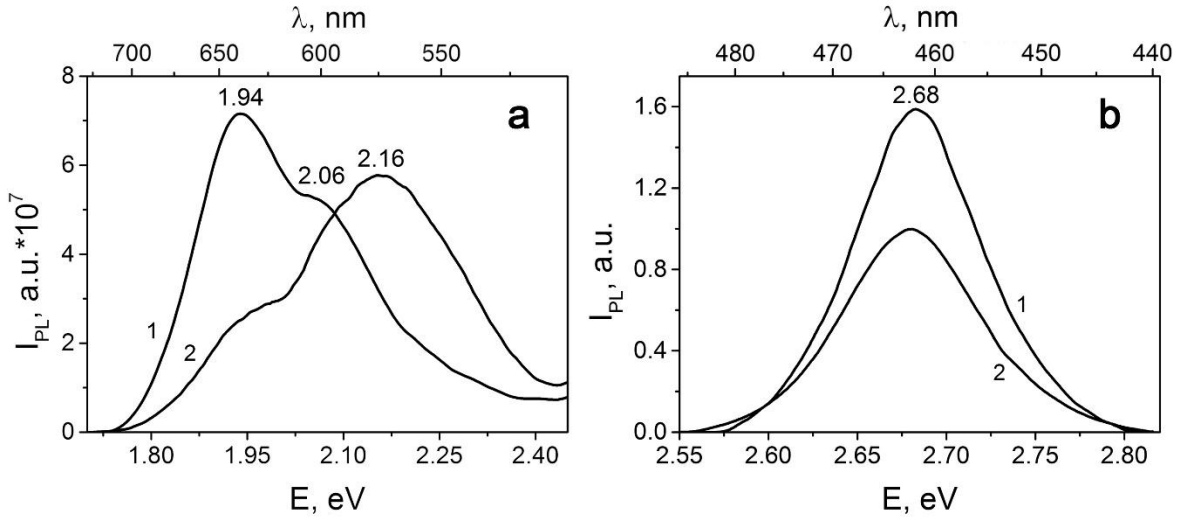 λ, nm
700 650 600 550
8
6
4
2
0
I_PL, a.u.*10^7
a
1.94
2.06
2.16
1
2
1.80 1.95 2.10 2.25 2.40
E, eV
λ, nm
480 470 460 450 440
1.6
1.2
0.8
0.4
0.0
I_PL, a.u.
b
2.68
1
2
2.55 2.60 2.65 2.70 2.75 2.80
E, eV